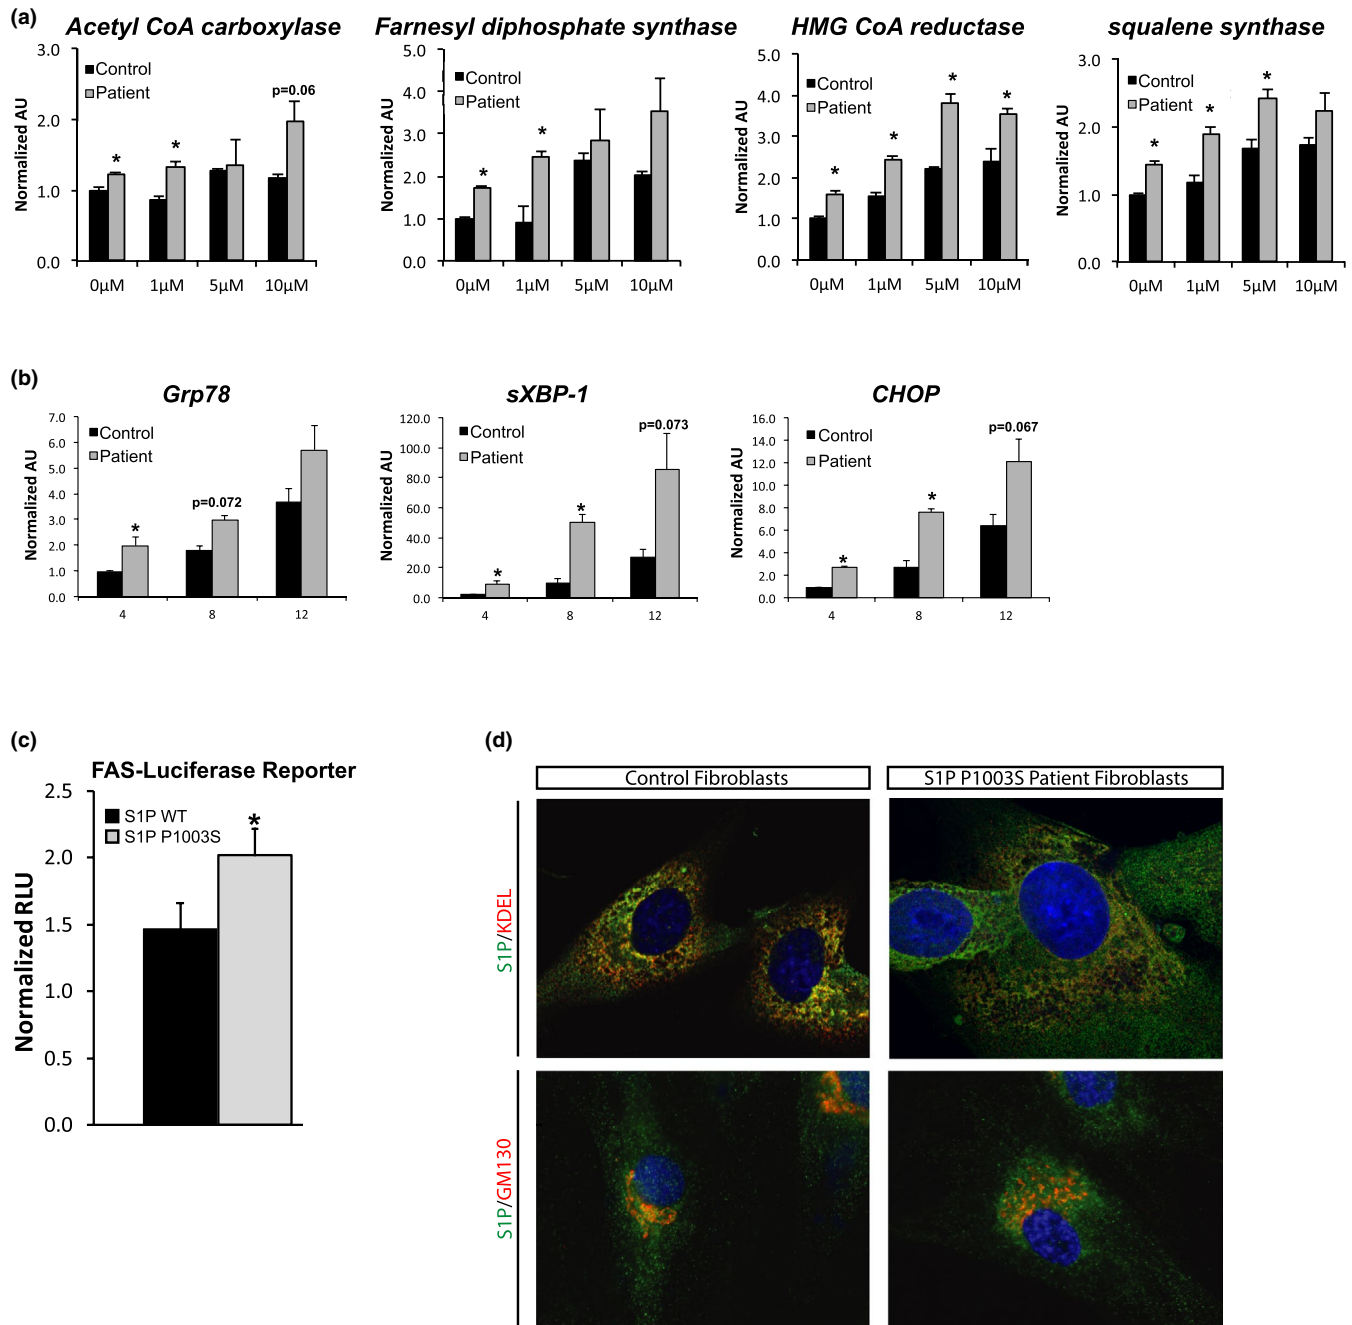 (a)
Acetyl CoA carboxylase
Normalized AU
3.0
2.0
1.0
0.0
Control
Patient
*
*
p=0.06
0µM 1µM 5µM 10µM
Farnesyl diphosphate synthase
5.0
4.0
3.0
2.0
1.0
0.0
Control
Patient
*
*
0µM 1µM 5µM 10µM
HMG CoA reductase
Normalized AU
5.0
4.0
3.0
2.0
1.0
0.0
Control
Patient
*
*
*
*
0µM 1µM 5µM 10µM
squalene synthase
Normalized AU
3.0
2.0
1.0
0.0
Control
Patient
*
*
*
0µM 1µM 5µM 10µM
(b)
Grp78
Normalized AU
7.0
6.0
5.0
4.0
3.0
2.0
1.0
0.0
Control
Patient
*
p=0.072
4 8 12
sXBP-1
Normalized AU
120.0
100.0
80.0
60.0
40.0
20.0
0.0
Control
Patient
*
*
p=0.073
4 8 12
CHOP
Normalized AU
16.0
14.0
12.0
10.0
8.0
6.0
4.0
2.0
0.0
Control
Patient
*
*
p=0.067
4 8 12
(c)
FAS-Luciferase Reporter
Normalized RLU
2.5
2.0
1.5
1.0
0.5
0.0
S1P WT
S1P P1003S
*
(d)
Control Fibroblasts
S1P P1003S Patient Fibroblasts
S1P/KDEL
S1P/GM130